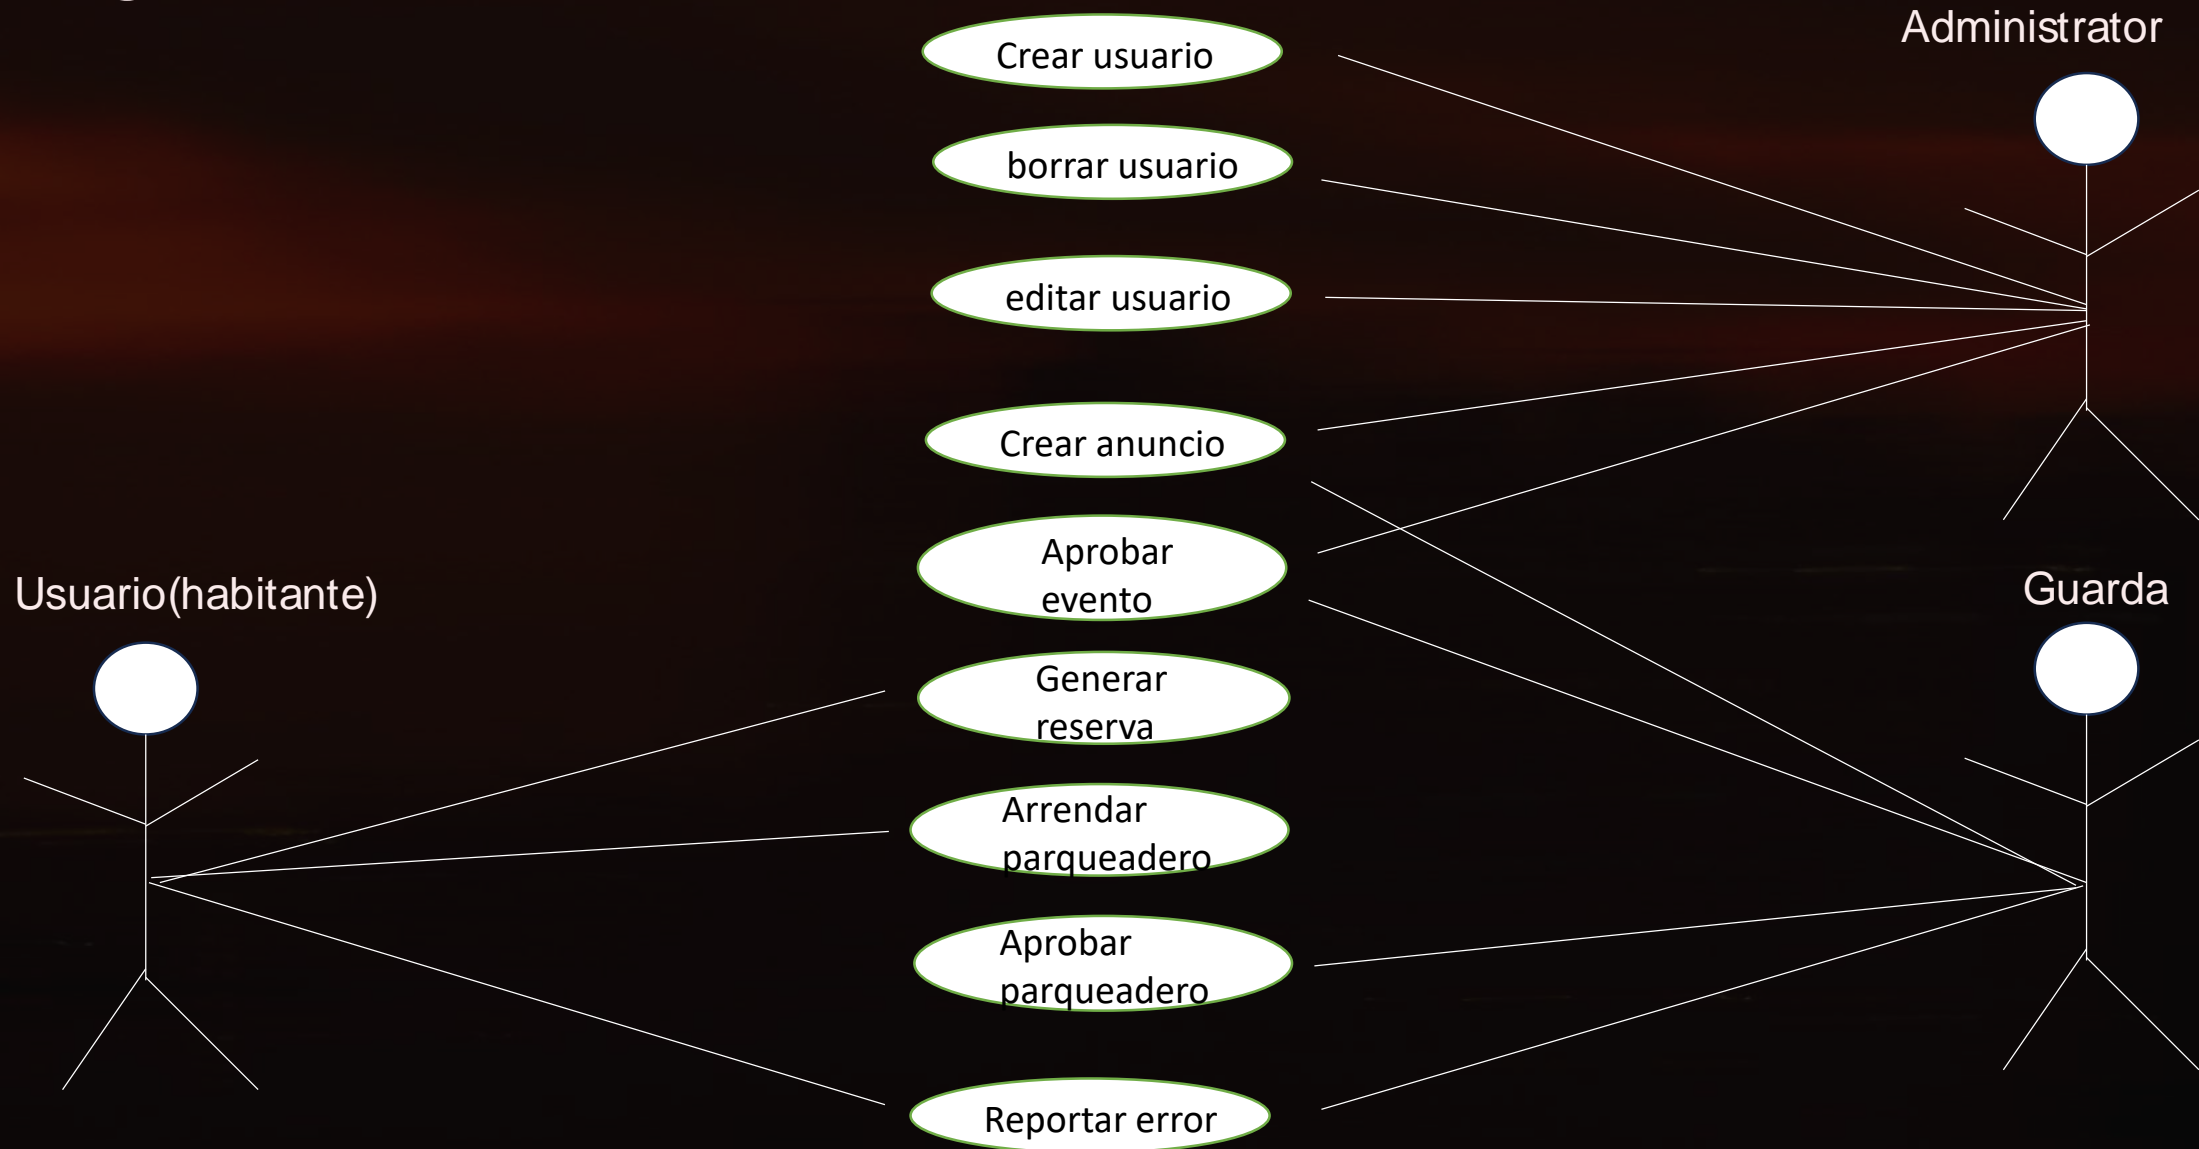 Administrator
Crear usuario
borrar usuario
editar usuario
Crear anuncio
Aprobar
evento
Usuario(habitante)
Guarda
Generar
reserva
Arrendar
parqueadero
Aprobar
parqueadero
Reportar error